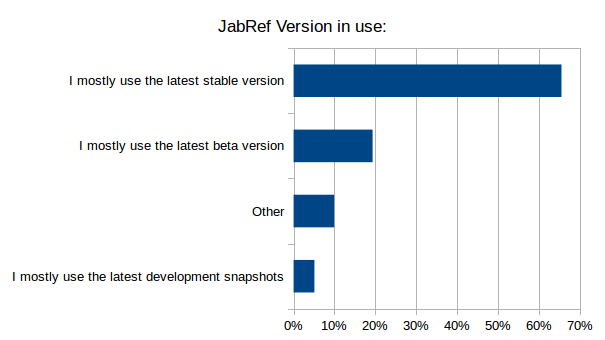 JabRef Version in use:
I mostly use the latest stable version
I mostly use the latest beta version
Other
I mostly use the latest development snapshots
0% 10% 20% 30% 40% 50% 60% 70%